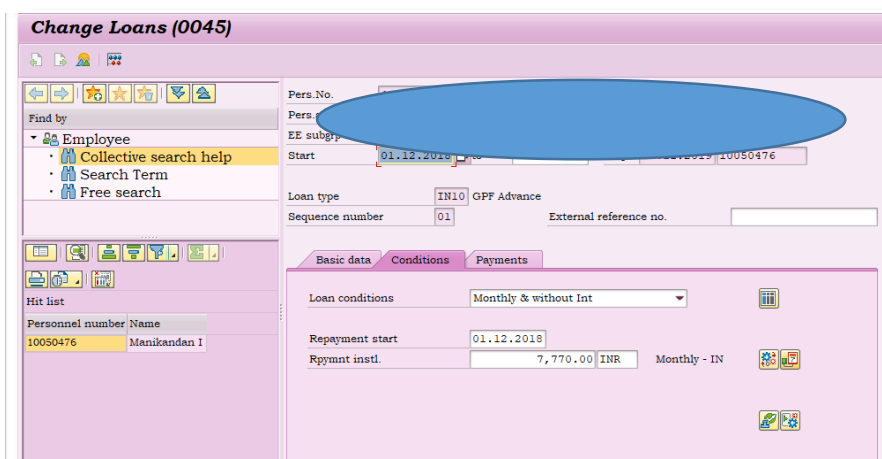 Change Loans (0045)
Pers.No.
Find by
Employee
Collective search help
Search Term
Free search
EE subgrp
Start 01.12.2018 10050476
Loan type IN10 GPF Advance
Sequence number 01 External reference no.
Basic data Conditions Payments
Hit list
Personnel number Name
10050476 Manikandan I
Loan conditions Monthly & without Int
Repayment start 01.12.2018
Rpymnt instl. 7,770.00 INR Monthly - IN